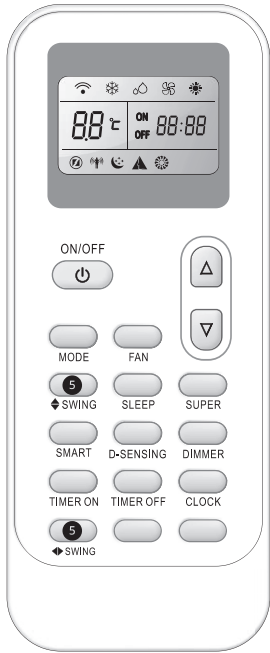 88 °C ON
OFF 88:88
ON/OFF
MODE FAN
5 5
SWING SLEEP SUPER
SMART D-SENSING DIMMER
TIMER ON TIMER OFF CLOCK
SWING